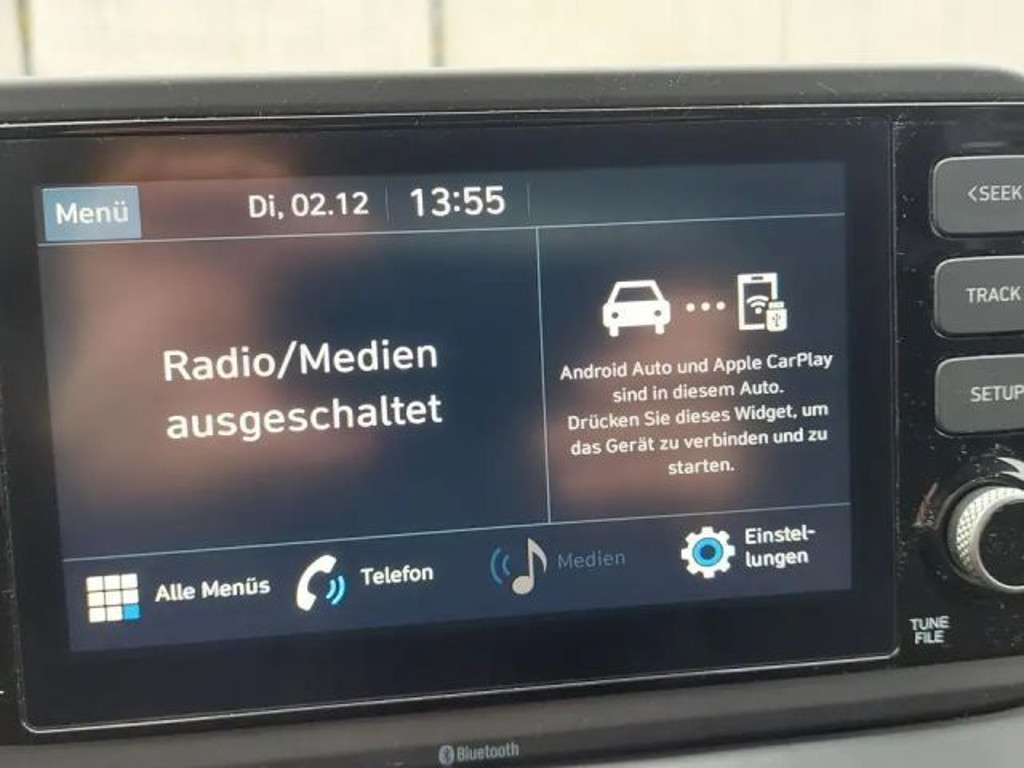 Menü
Di, 02.12
13:55
Radio/Medien
ausgeschaltet
Android Auto und Apple CarPlay
sind in diesem Auto.
Drücken Sie dieses Widget, um
das Gerät zu verbinden und zu
starten.
Alle Menüs
Telefon
Medien
Einstel-
lungen
<SEEK
TRACK
SETUP
TUNE
FILE
Bluetooth